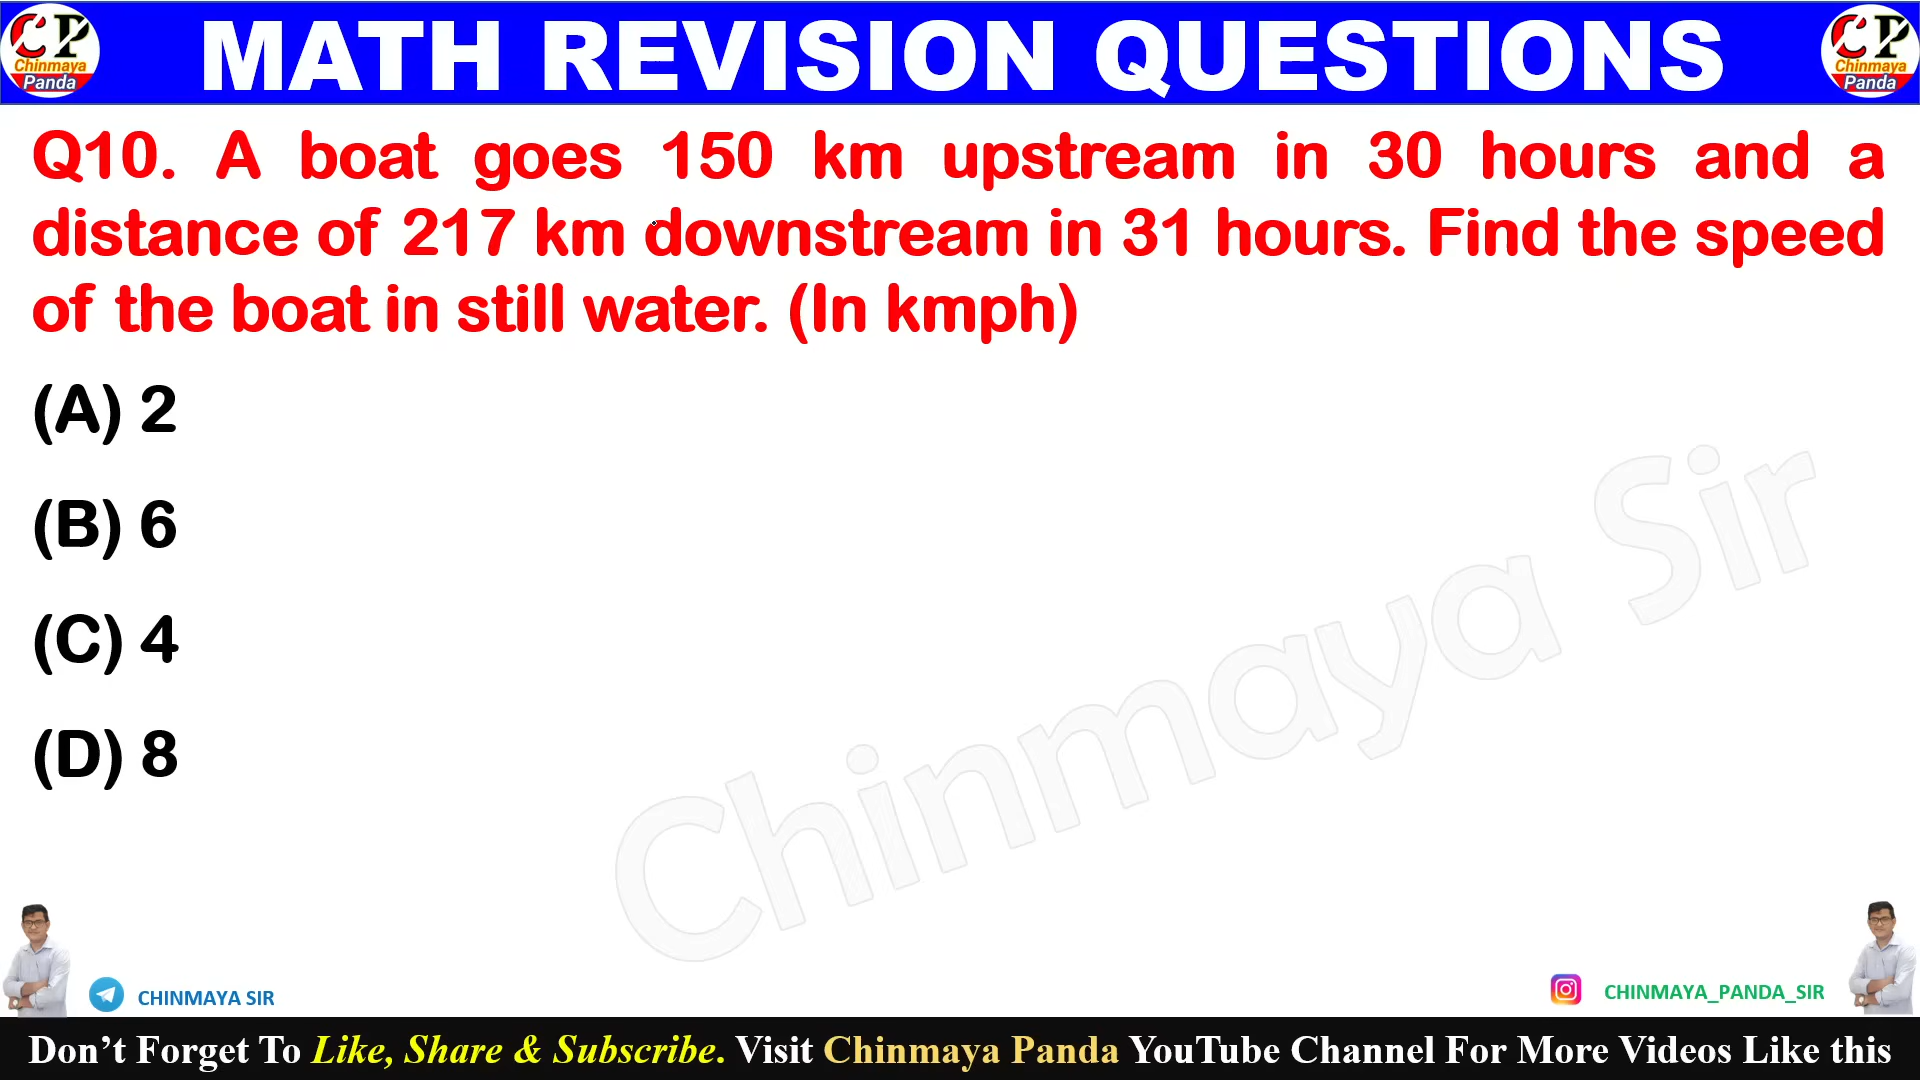 CP
Chinmaya
Panda
MATH REVISION QUESTIONS
CP
Chinmaya
Panda
Q10. A boat goes 150 km upstream in 30 hours and a
distance of 217 km downstream in 31 hours. Find the speed
of the boat in still water. (In kmph)
(A) 2
(B) 6
(C) 4
(D) 8
Chinmaya Sir
CHINMAYA SIR
CHINMAYA_PANDA_SIR
Don’t Forget To Like, Share & Subscribe. Visit Chinmaya Panda YouTube Channel For More Videos Like this